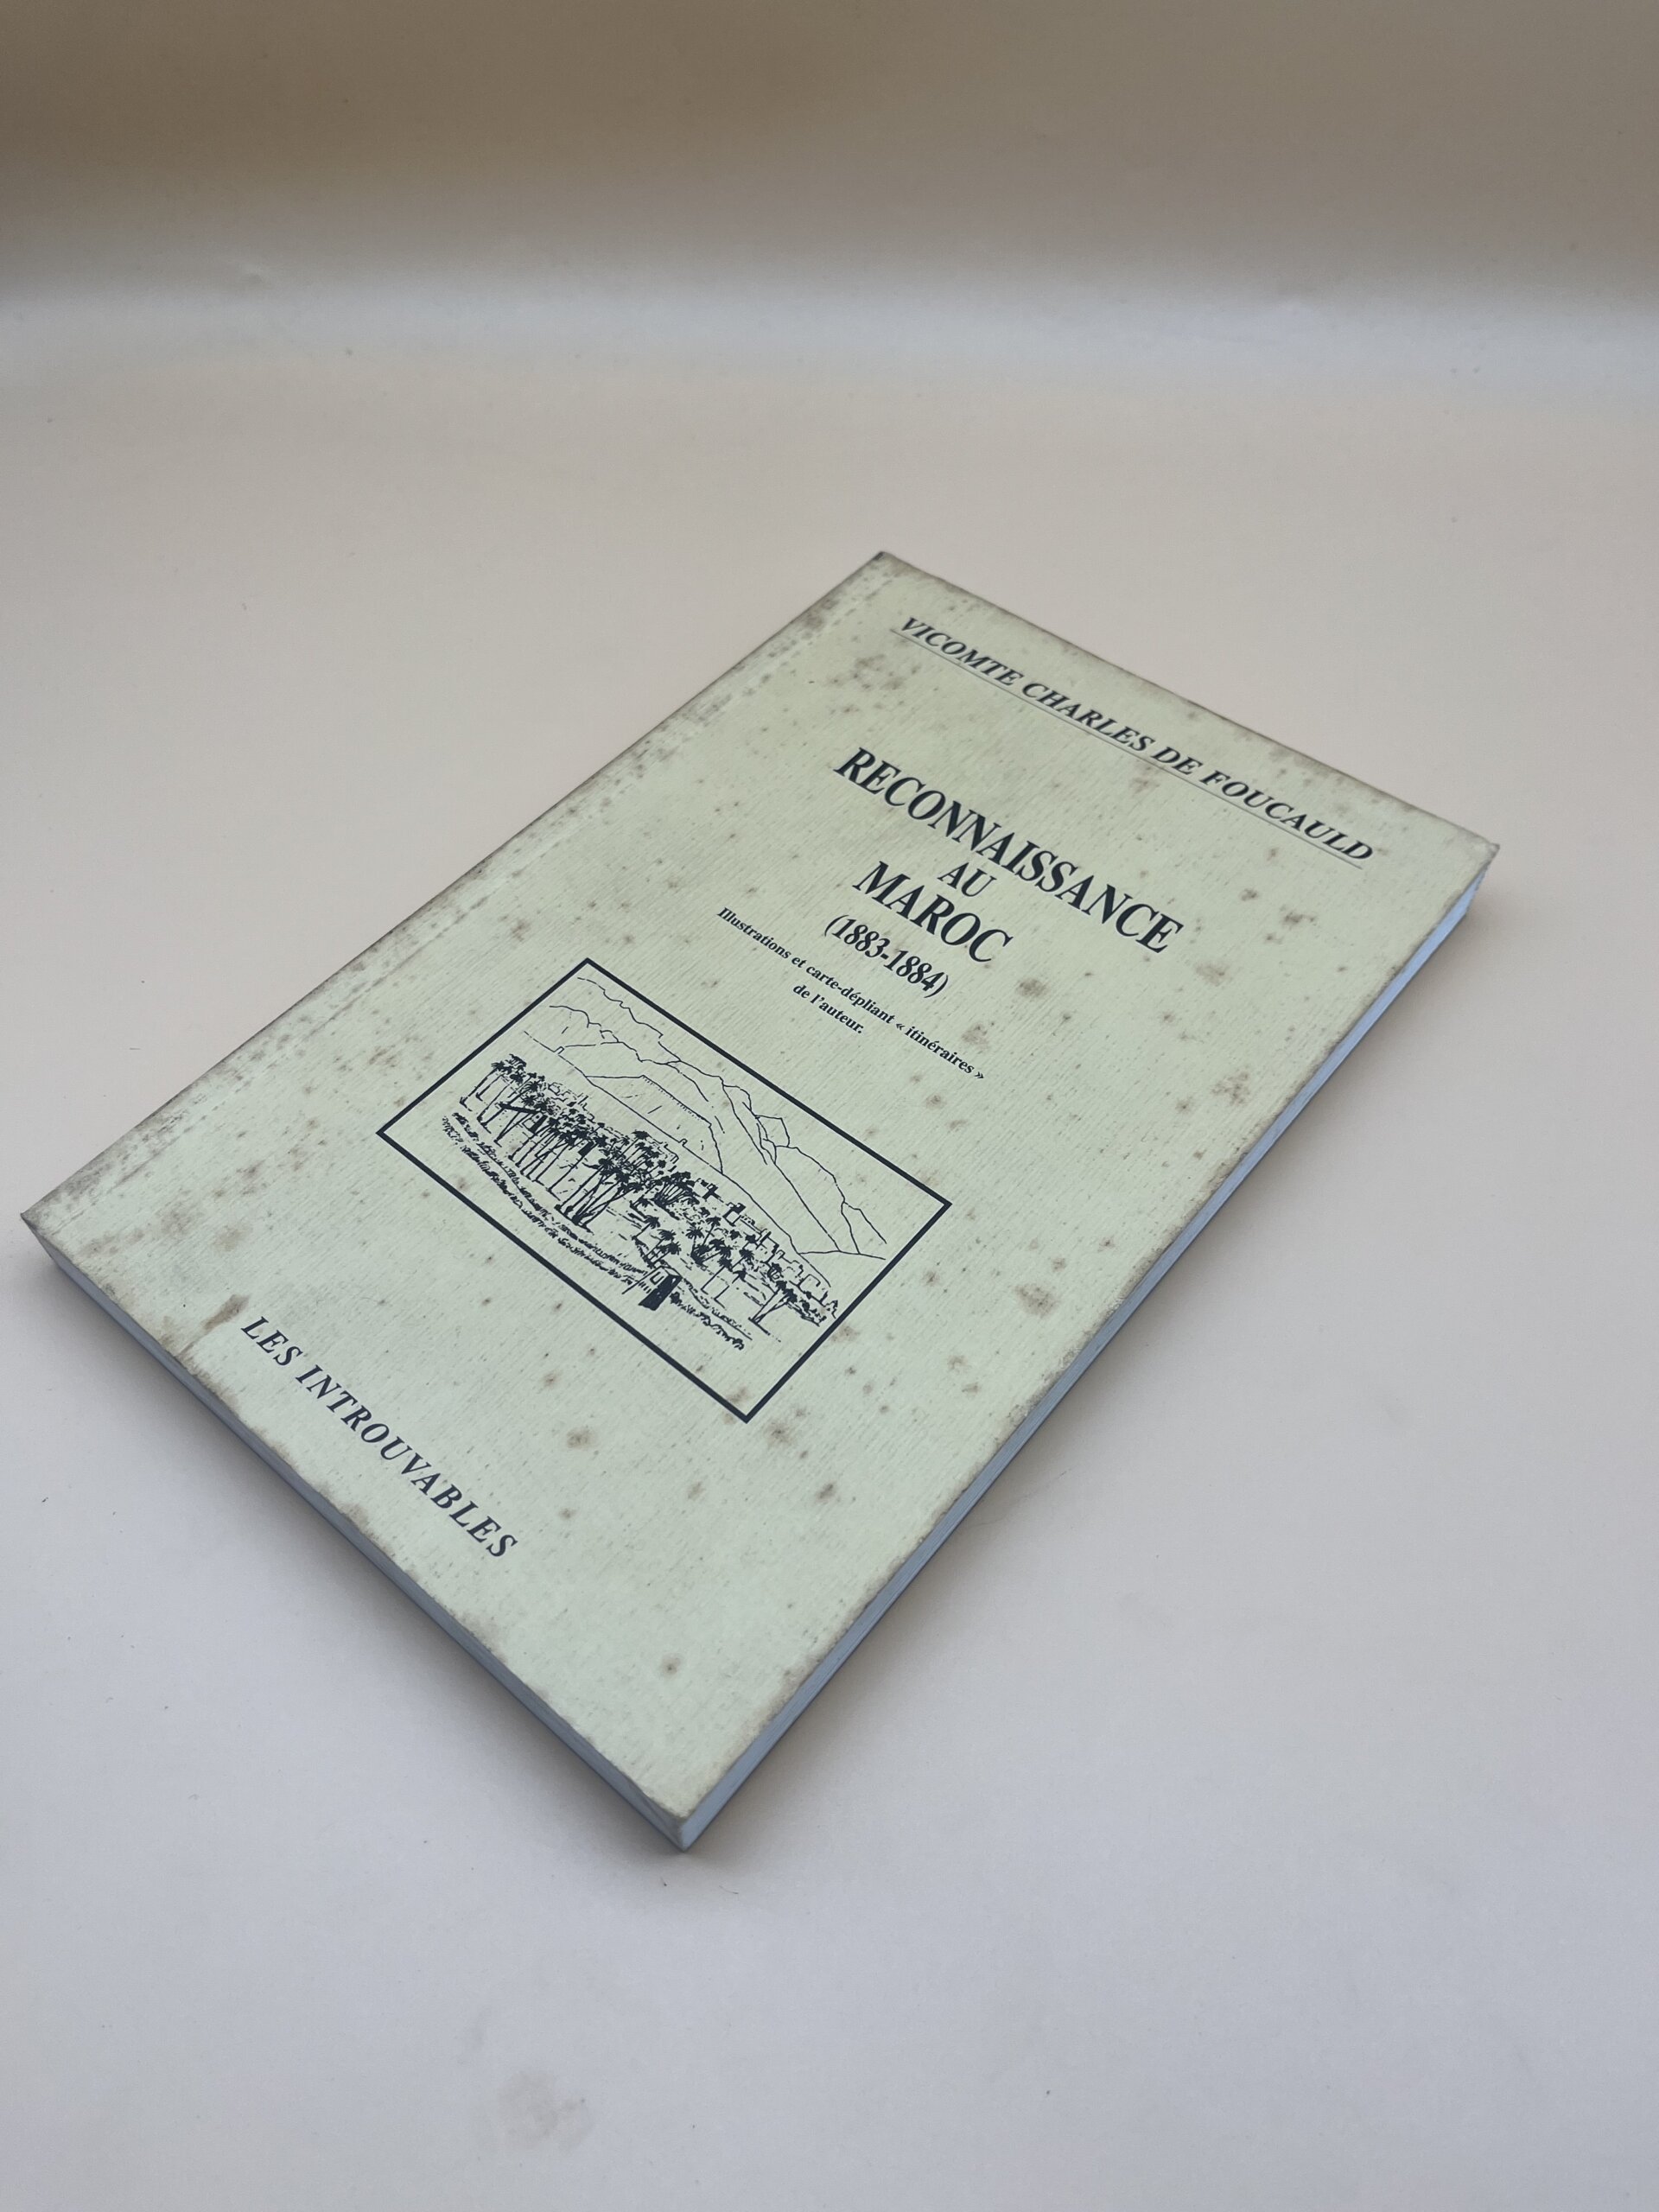 VICOMTE CHARLES DE FOUCAULD
RECONNAISSANCE
AU
MAROC
(1883-1884)
Illustrations et carte-dépliant « itinéraires »
de l'auteur.
LES INTROUVABLES